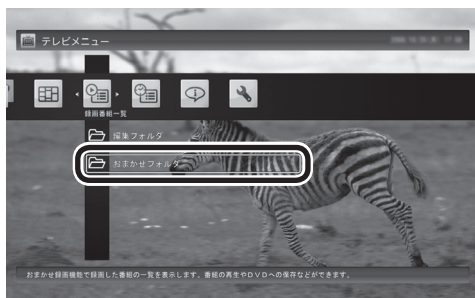 テレビメニュー
録画番組一覧
編集フォルダ
おまかせフォルダ
おまかせ録画機能で録画した番組の一覧を表示します。番組の再生やDVDへの保存などができます。